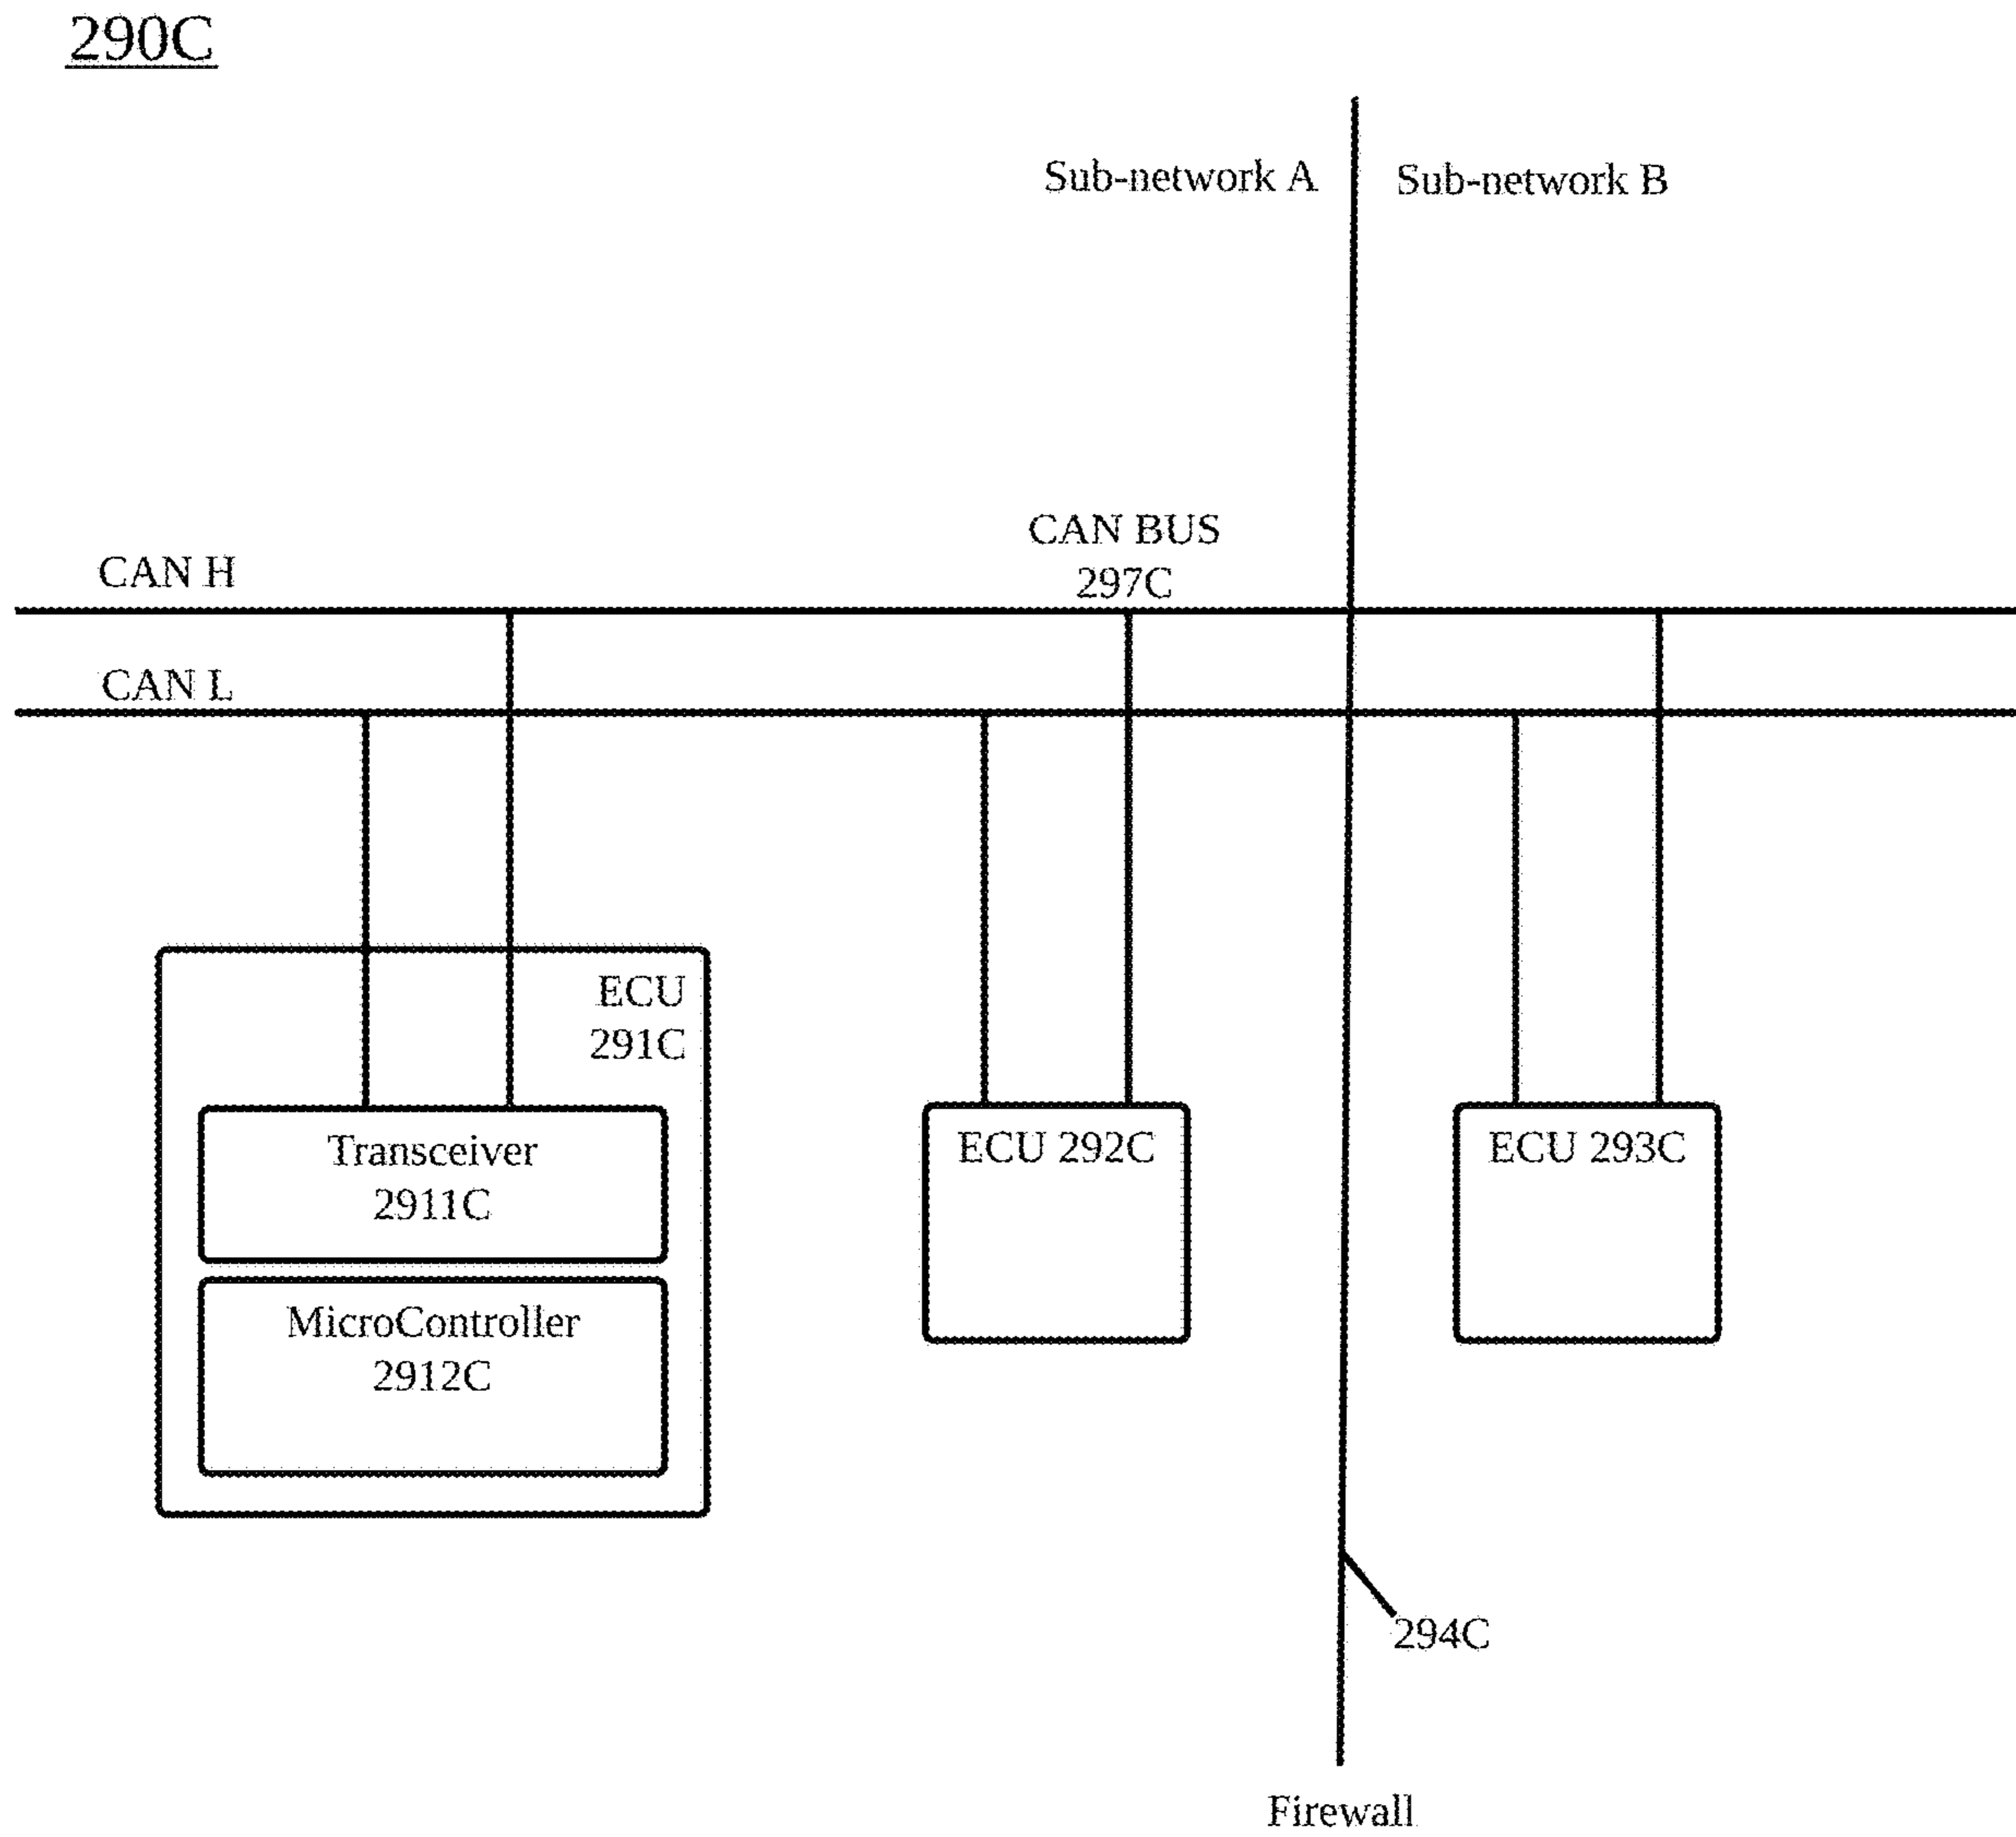 290C
Sub-network A
Sub-network B
CAN BUS
297C
CAN H
CAN L
ECU
291C
Transceiver
2911C
MicroController
2912C
ECU 292C
ECU 293C
294C
Firewall